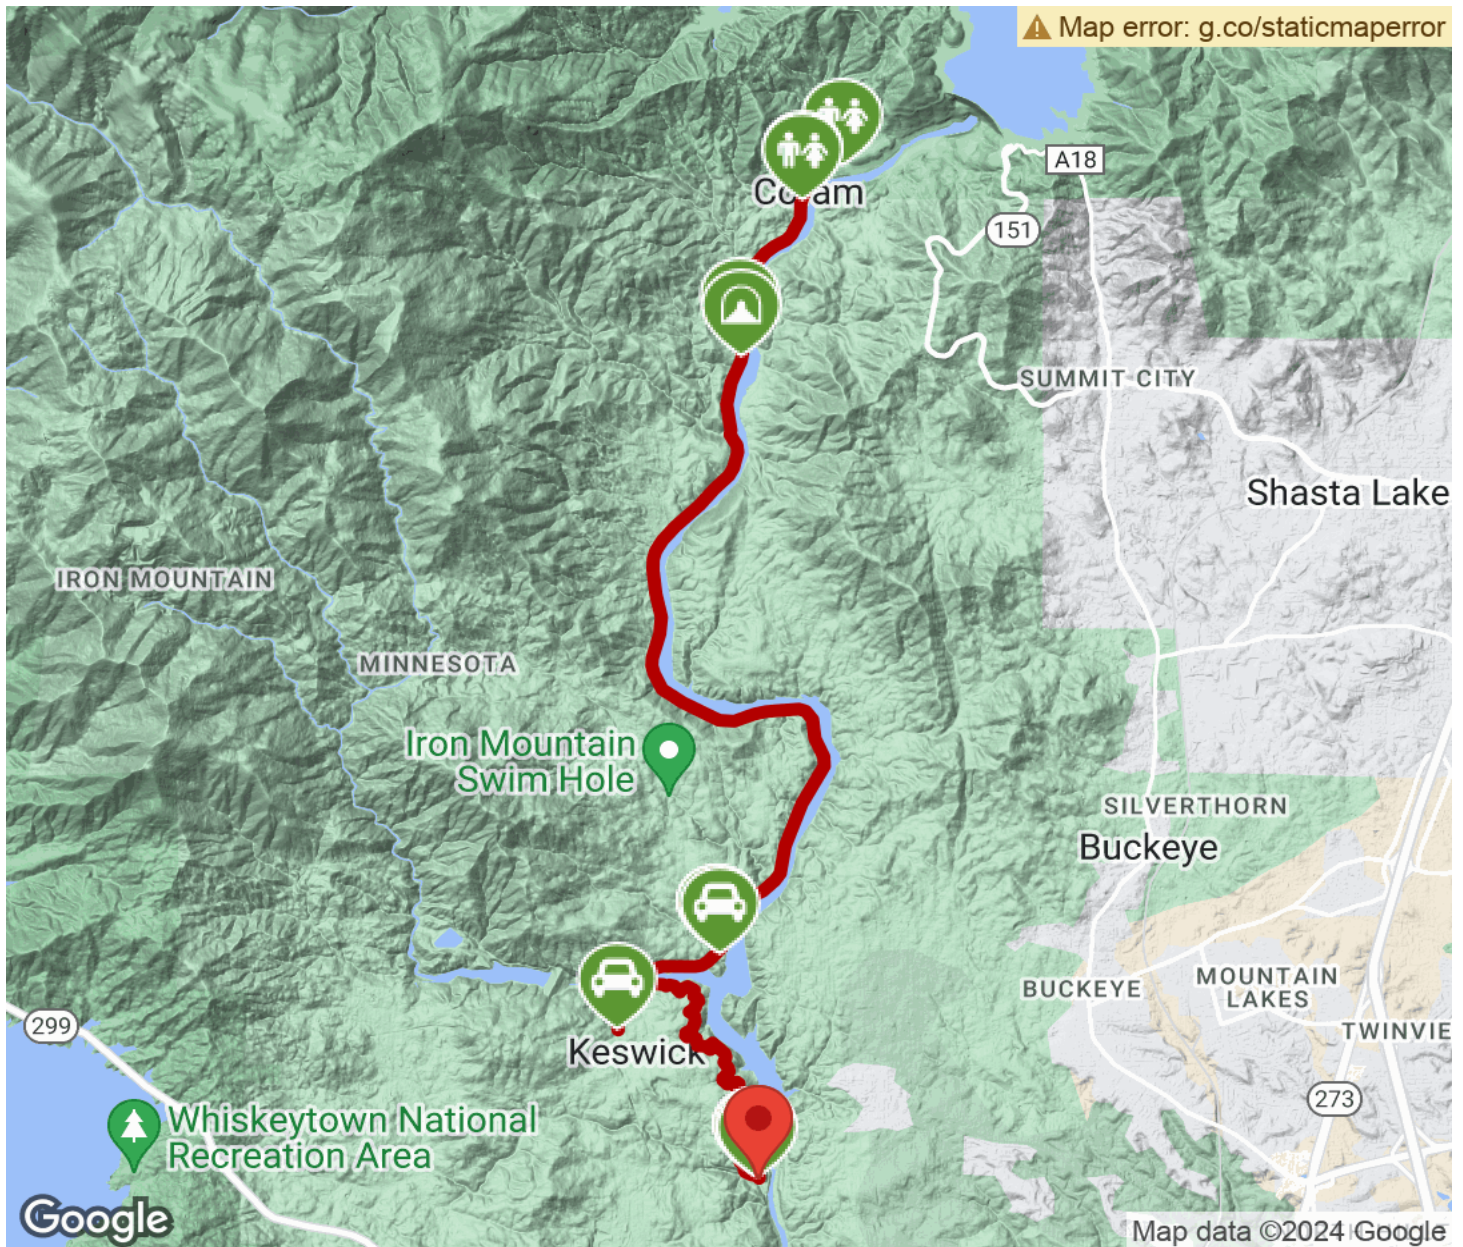 Map error: g.co/staticmaperror
A18
151
SUMMIT CITY
Shasta Lake
IRON MOUNTAIN
MINNESOTA
Iron Mountain
Swim Hole
SILVERTHORN
Buckeye
BUCKEYE
MOUNTAIN
LAKES
TWINVIE
299
Keswick
273
Whiskeytown National
Recreation Area
Google
Map data ©2024 Google